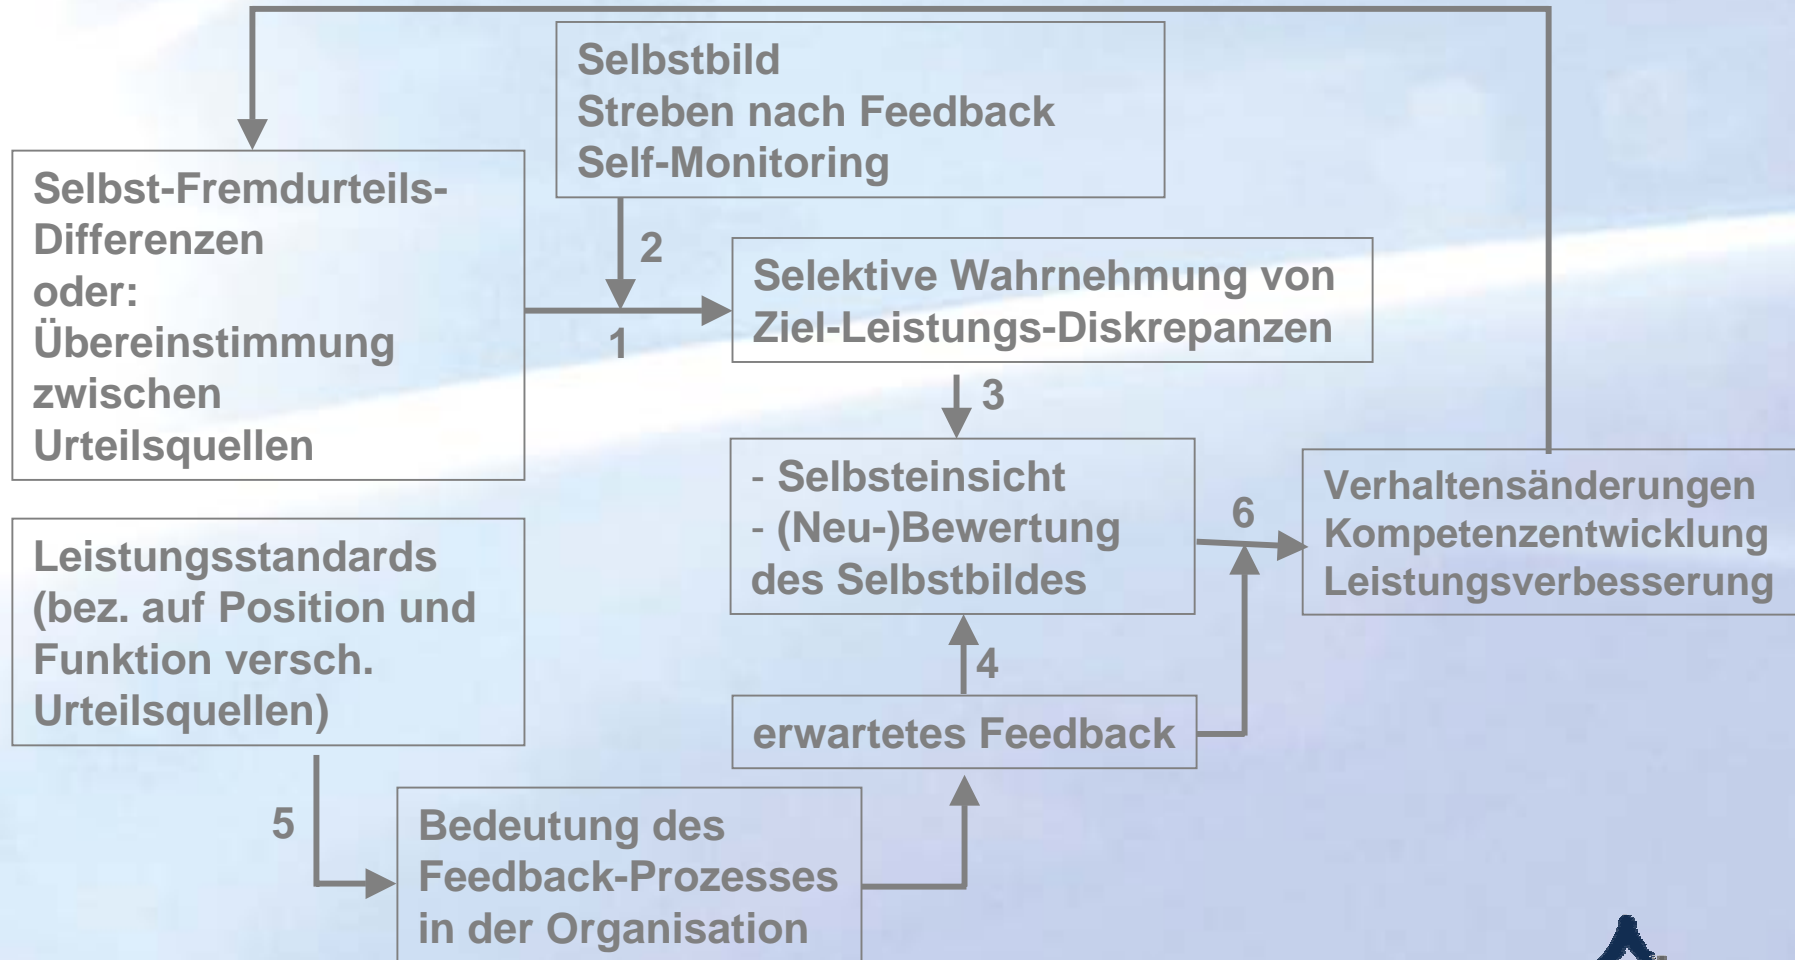 Selbstbild
Streben nach Feedback
Self-Monitoring
Selbst-Fremdurteils-
Differenzen
oder:
Übereinstimmung
zwischen
Urteilsquellen
2
1
Selektive Wahrnehmung von
Ziel-Leistungs-Diskrepanzen
3
- Selbsteinsicht
- (Neu-)Bewertung
des Selbstbildes
6
Verhaltensänderungen
Kompetenzentwicklung
Leistungsverbesserung
Leistungsstandards
(bez. auf Position und
Funktion versch.
Urteilsquellen)
4
erwartetes Feedback
5
Bedeutung des
Feedback-Prozesses
in der Organisation